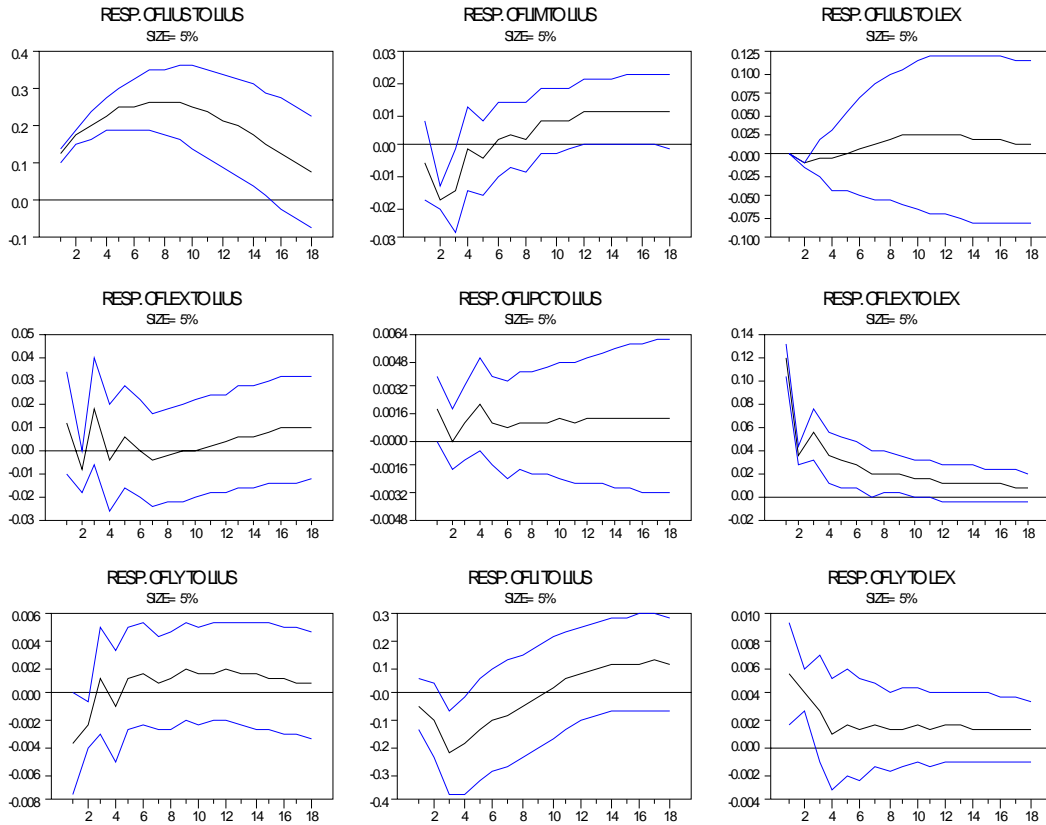 RESP. OF LIUS TO LIUS
SIZE= 5%
0.4
0.3
0.2
0.1
0.0
-0.1
2 4 6 8 10 12 14 16 18
RESP. OF LIM TO LIUS
SIZE= 5%
0.03
0.02
0.01
0.00
-0.01
-0.02
-0.03
2 4 6 8 10 12 14 16 18
RESP. OF LIUS TO LEX
SIZE= 5%
0.125
0.100
0.075
0.050
0.025
-0.000
-0.025
-0.050
-0.075
-0.100
2 4 6 8 10 12 14 16 18
RESP. OF LEX TO LIUS
SIZE= 5%
0.05
0.04
0.03
0.02
0.01
0.00
-0.01
-0.02
-0.03
2 4 6 8 10 12 14 16 18
RESP. OF LIPC TO LIUS
SIZE= 5%
0.0064
0.0048
0.0032
0.0016
-0.0000
-0.0016
-0.0032
-0.0048
2 4 6 8 10 12 14 16 18
RESP. OF LEX TO LEX
SIZE= 5%
0.14
0.12
0.10
0.08
0.06
0.04
0.02
0.00
-0.02
2 4 6 8 10 12 14 16 18
RESP. OF LY TO LIUS
SIZE= 5%
0.006
0.004
0.002
0.000
-0.002
-0.004
-0.006
-0.008
2 4 6 8 10 12 14 16 18
RESP. OF LI TO LIUS
SIZE= 5%
0.3
0.2
0.1
-0.0
-0.1
-0.2
-0.3
-0.4
2 4 6 8 10 12 14 16 18
RESP. OF LY TO LEX
SIZE= 5%
0.010
0.008
0.006
0.004
0.002
0.000
-0.002
-0.004
2 4 6 8 10 12 14 16 18